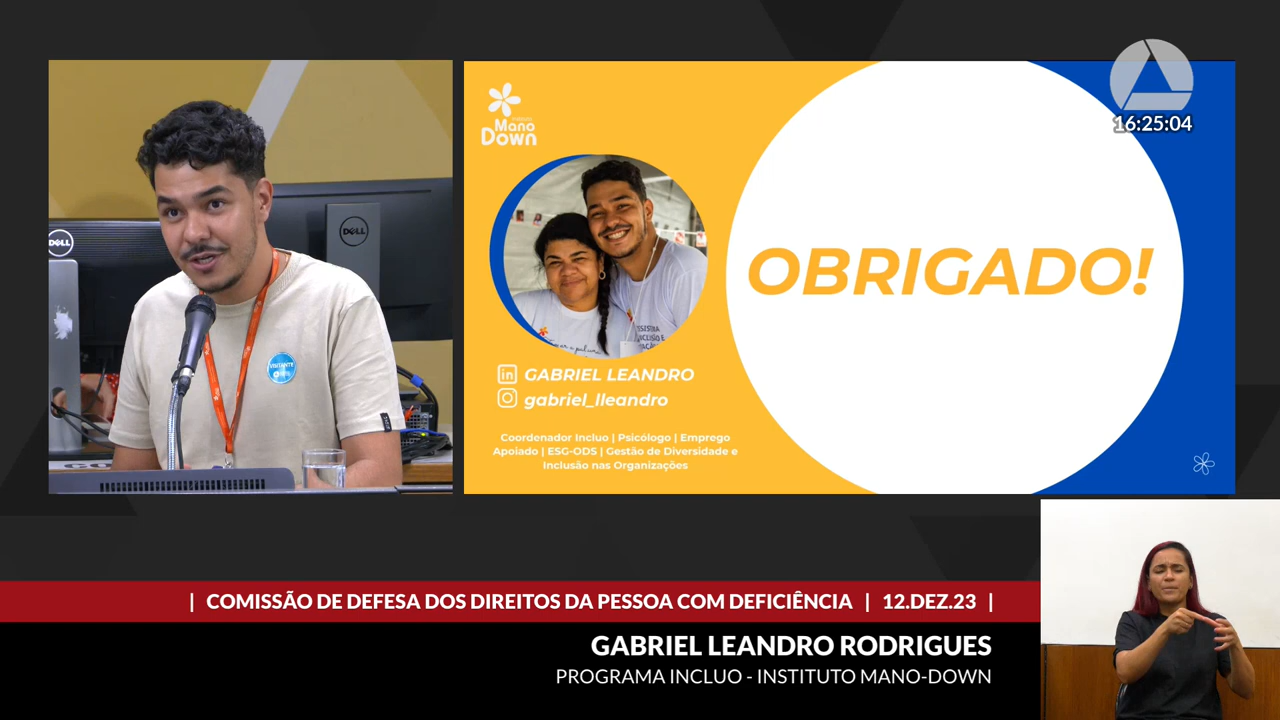 DELL
DELL
VISITANTE
Mano
Down
16:25:04
OBRIGADO!
GABRIEL LEANDRO
gabriel_lleandro
Coordenador Incluo | Psicólogo | Emprego
Apoiado | ESG-ODS | Gestão de Diversidade e
Inclusão nas Organizações
| COMISSÃO DE DEFESA DOS DIREITOS DA PESSOA COM DEFICIÊNCIA | 12.DEZ.23 |
GABRIEL LEANDRO RODRIGUES
PROGRAMA INCLUO - INSTITUTO MANO-DOWN